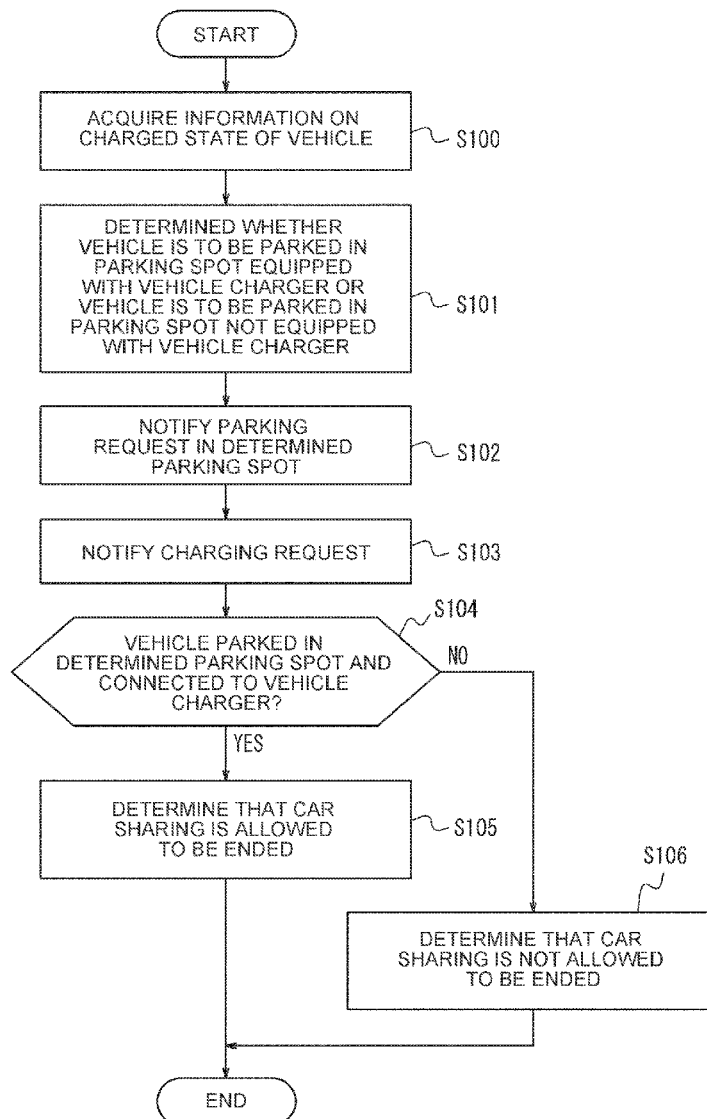 START
ACQUIRE INFORMATION ON
CHARGED STATE OF VEHICLE
S100
DETERMINED WHETHER
VEHICLE IS TO BE PARKED IN
PARKING SPOT EQUIPPED
WITH VEHICLE CHARGER OR
VEHICLE IS TO BE PARKED IN
PARKING SPOT NOT EQUIPPED
WITH VEHICLE CHARGER
S101
NOTIFY PARKING
REQUEST IN DETERMINED
PARKING SPOT
S102
NOTIFY CHARGING REQUEST
S103
S104
VEHICLE PARKED IN
DETERMINED PARKING SPOT AND
CONNECTED TO VEHICLE
CHARGER?
NO
YES
DETERMINE THAT CAR
SHARING IS ALLOWED
TO BE ENDED
S105
S106
DETERMINE THAT CAR
SHARING IS NOT ALLOWED
TO BE ENDED
END